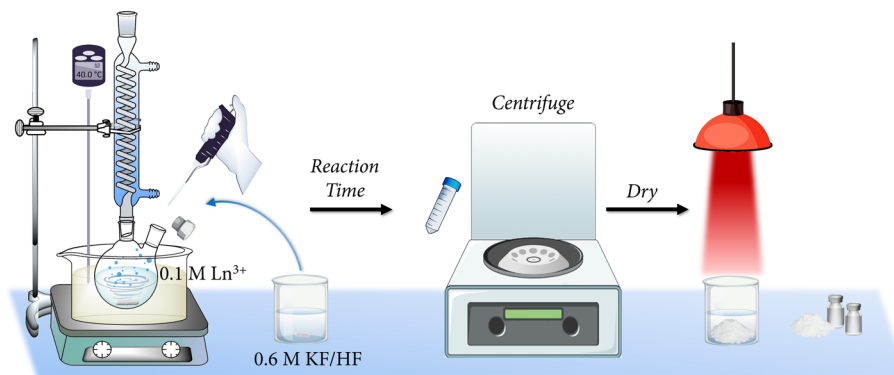 40.0 °C
0.1 M Ln³⁺
0.6 M KF/HF
Reaction
Time
Centrifuge
Dry